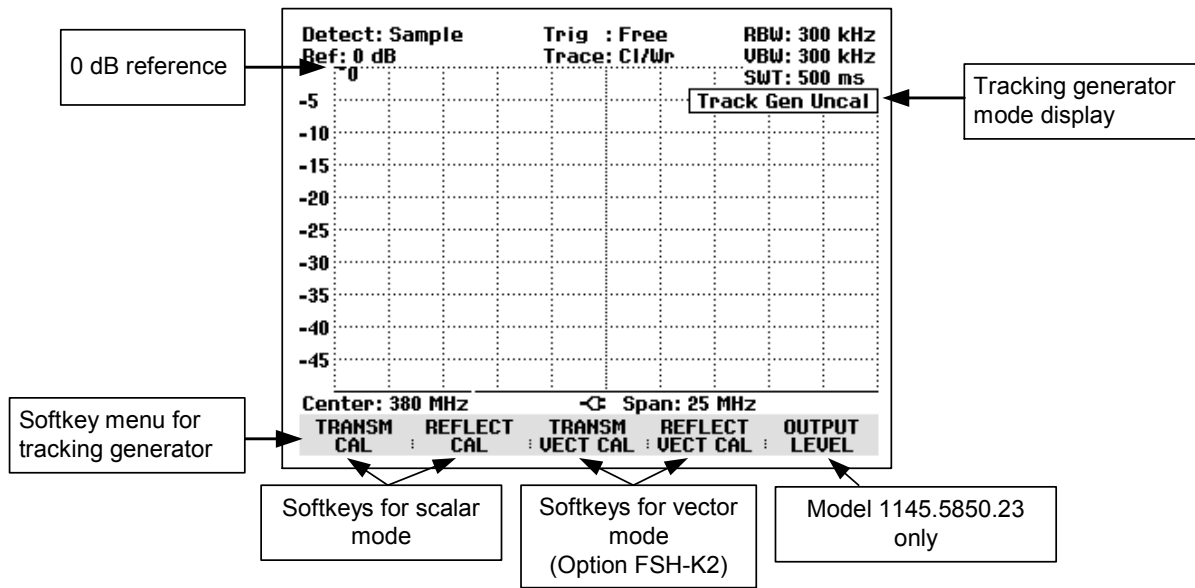 Detect: Sample Trig : Free RBW: 300 kHz
Ref: 0 dB Trace: Cl/Wr VBW: 300 kHz
SWT: 500 ms
Track Gen Uncal
0
-5
-10
-15
-20
-25
-30
-35
-40
-45
Center: 380 MHz Span: 25 MHz
TRANSM CAL
REFLECT CAL
TRANSM VECT CAL
REFLECT VECT CAL
OUTPUT LEVEL
0 dB reference
Tracking generator
mode display
Softkey menu for
tracking generator
Softkeys for scalar
mode
Softkeys for vector
mode
(Option FSH-K2)
Model 1145.5850.23
only